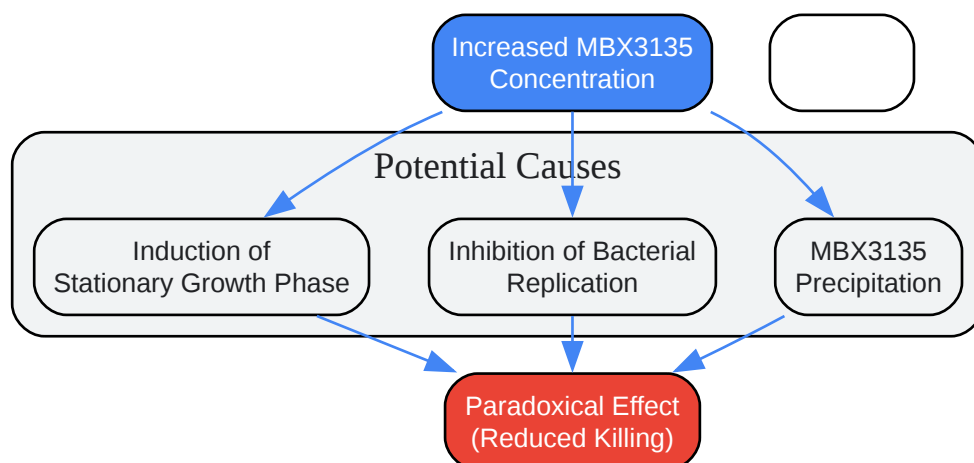 Increased MBX3135
Concentration
Potential Causes
Induction of
Stationary Growth Phase
Inhibition of Bacterial
Replication
MBX3135
Precipitation
Paradoxical Effect
(Reduced Killing)